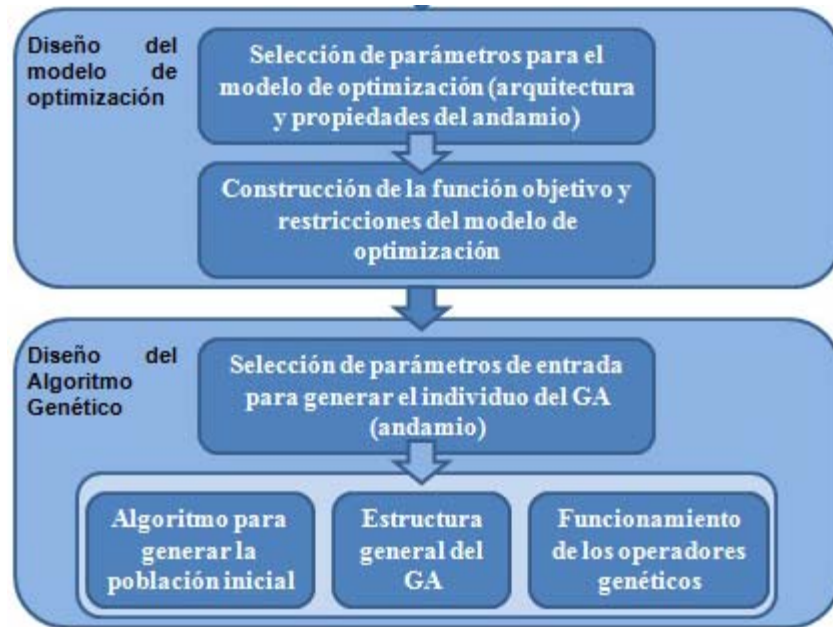 Diseño del
modelo de
optimización
Selección de parámetros para el
modelo de optimización (arquitectura
y propiedades del andamio)
Construcción de la función objetivo y
restricciones del modelo de
optimización
Diseño del
Algoritmo
Genético
Selección de parámetros de entrada
para generar el individuo del GA
(andamio)
Algoritmo para
generar la
población inicial
Estructura
general del
GA
Funcionamiento
de los operadores
genéticos